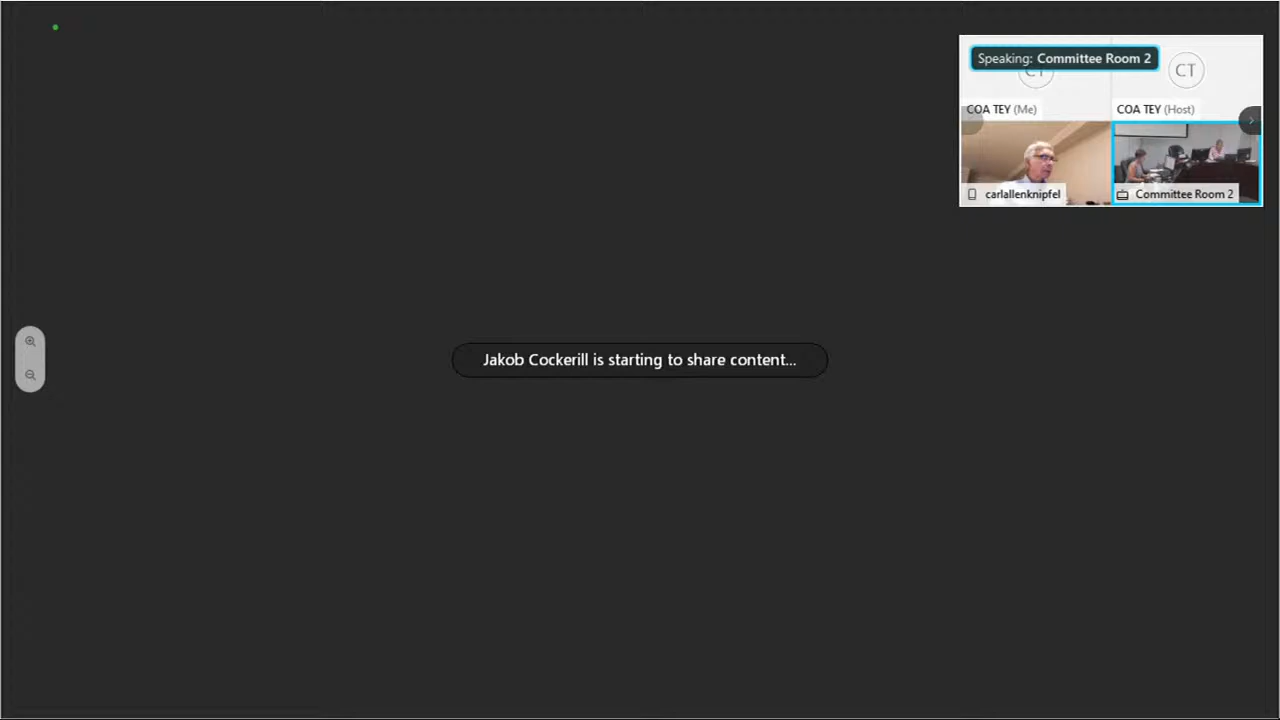 Speaking: Committee Room 2
CT
CT
COA TEY (Me)
COA TEY (Host)
carlallenknipfel
Committee Room 2
Jakob Cockerill is starting to share content...